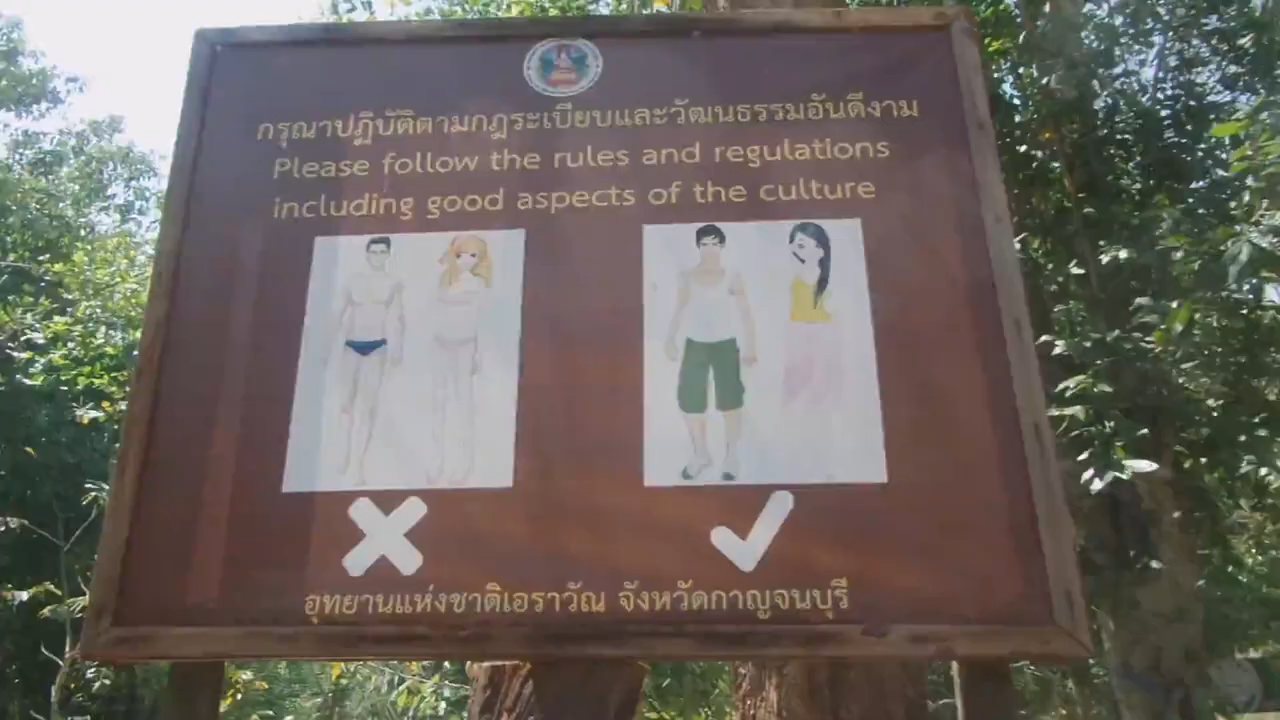 กรุณาปฏิบัติตามกฎระเบียบและวัฒนธรรมอันดีงาม
Please follow the rules and regulations
including good aspects of the culture
อุทยานแห่งชาติเอราวัณ จังหวัดกาญจนบุรี